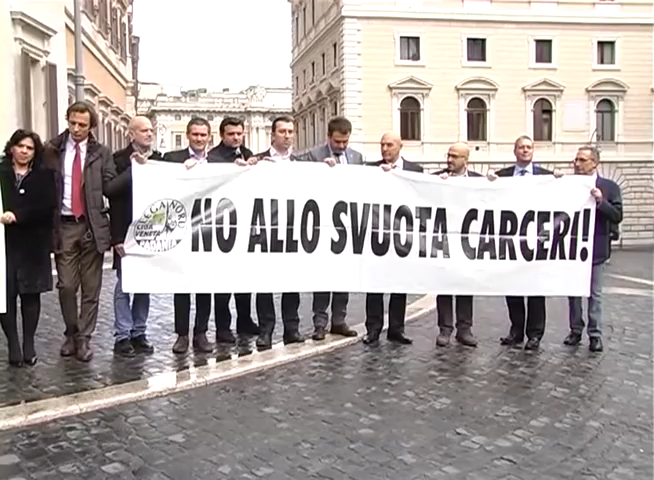 LEGA NORD
LIGA
VENETA
PADANIA
NO ALLO SVUOTA CARCERI!